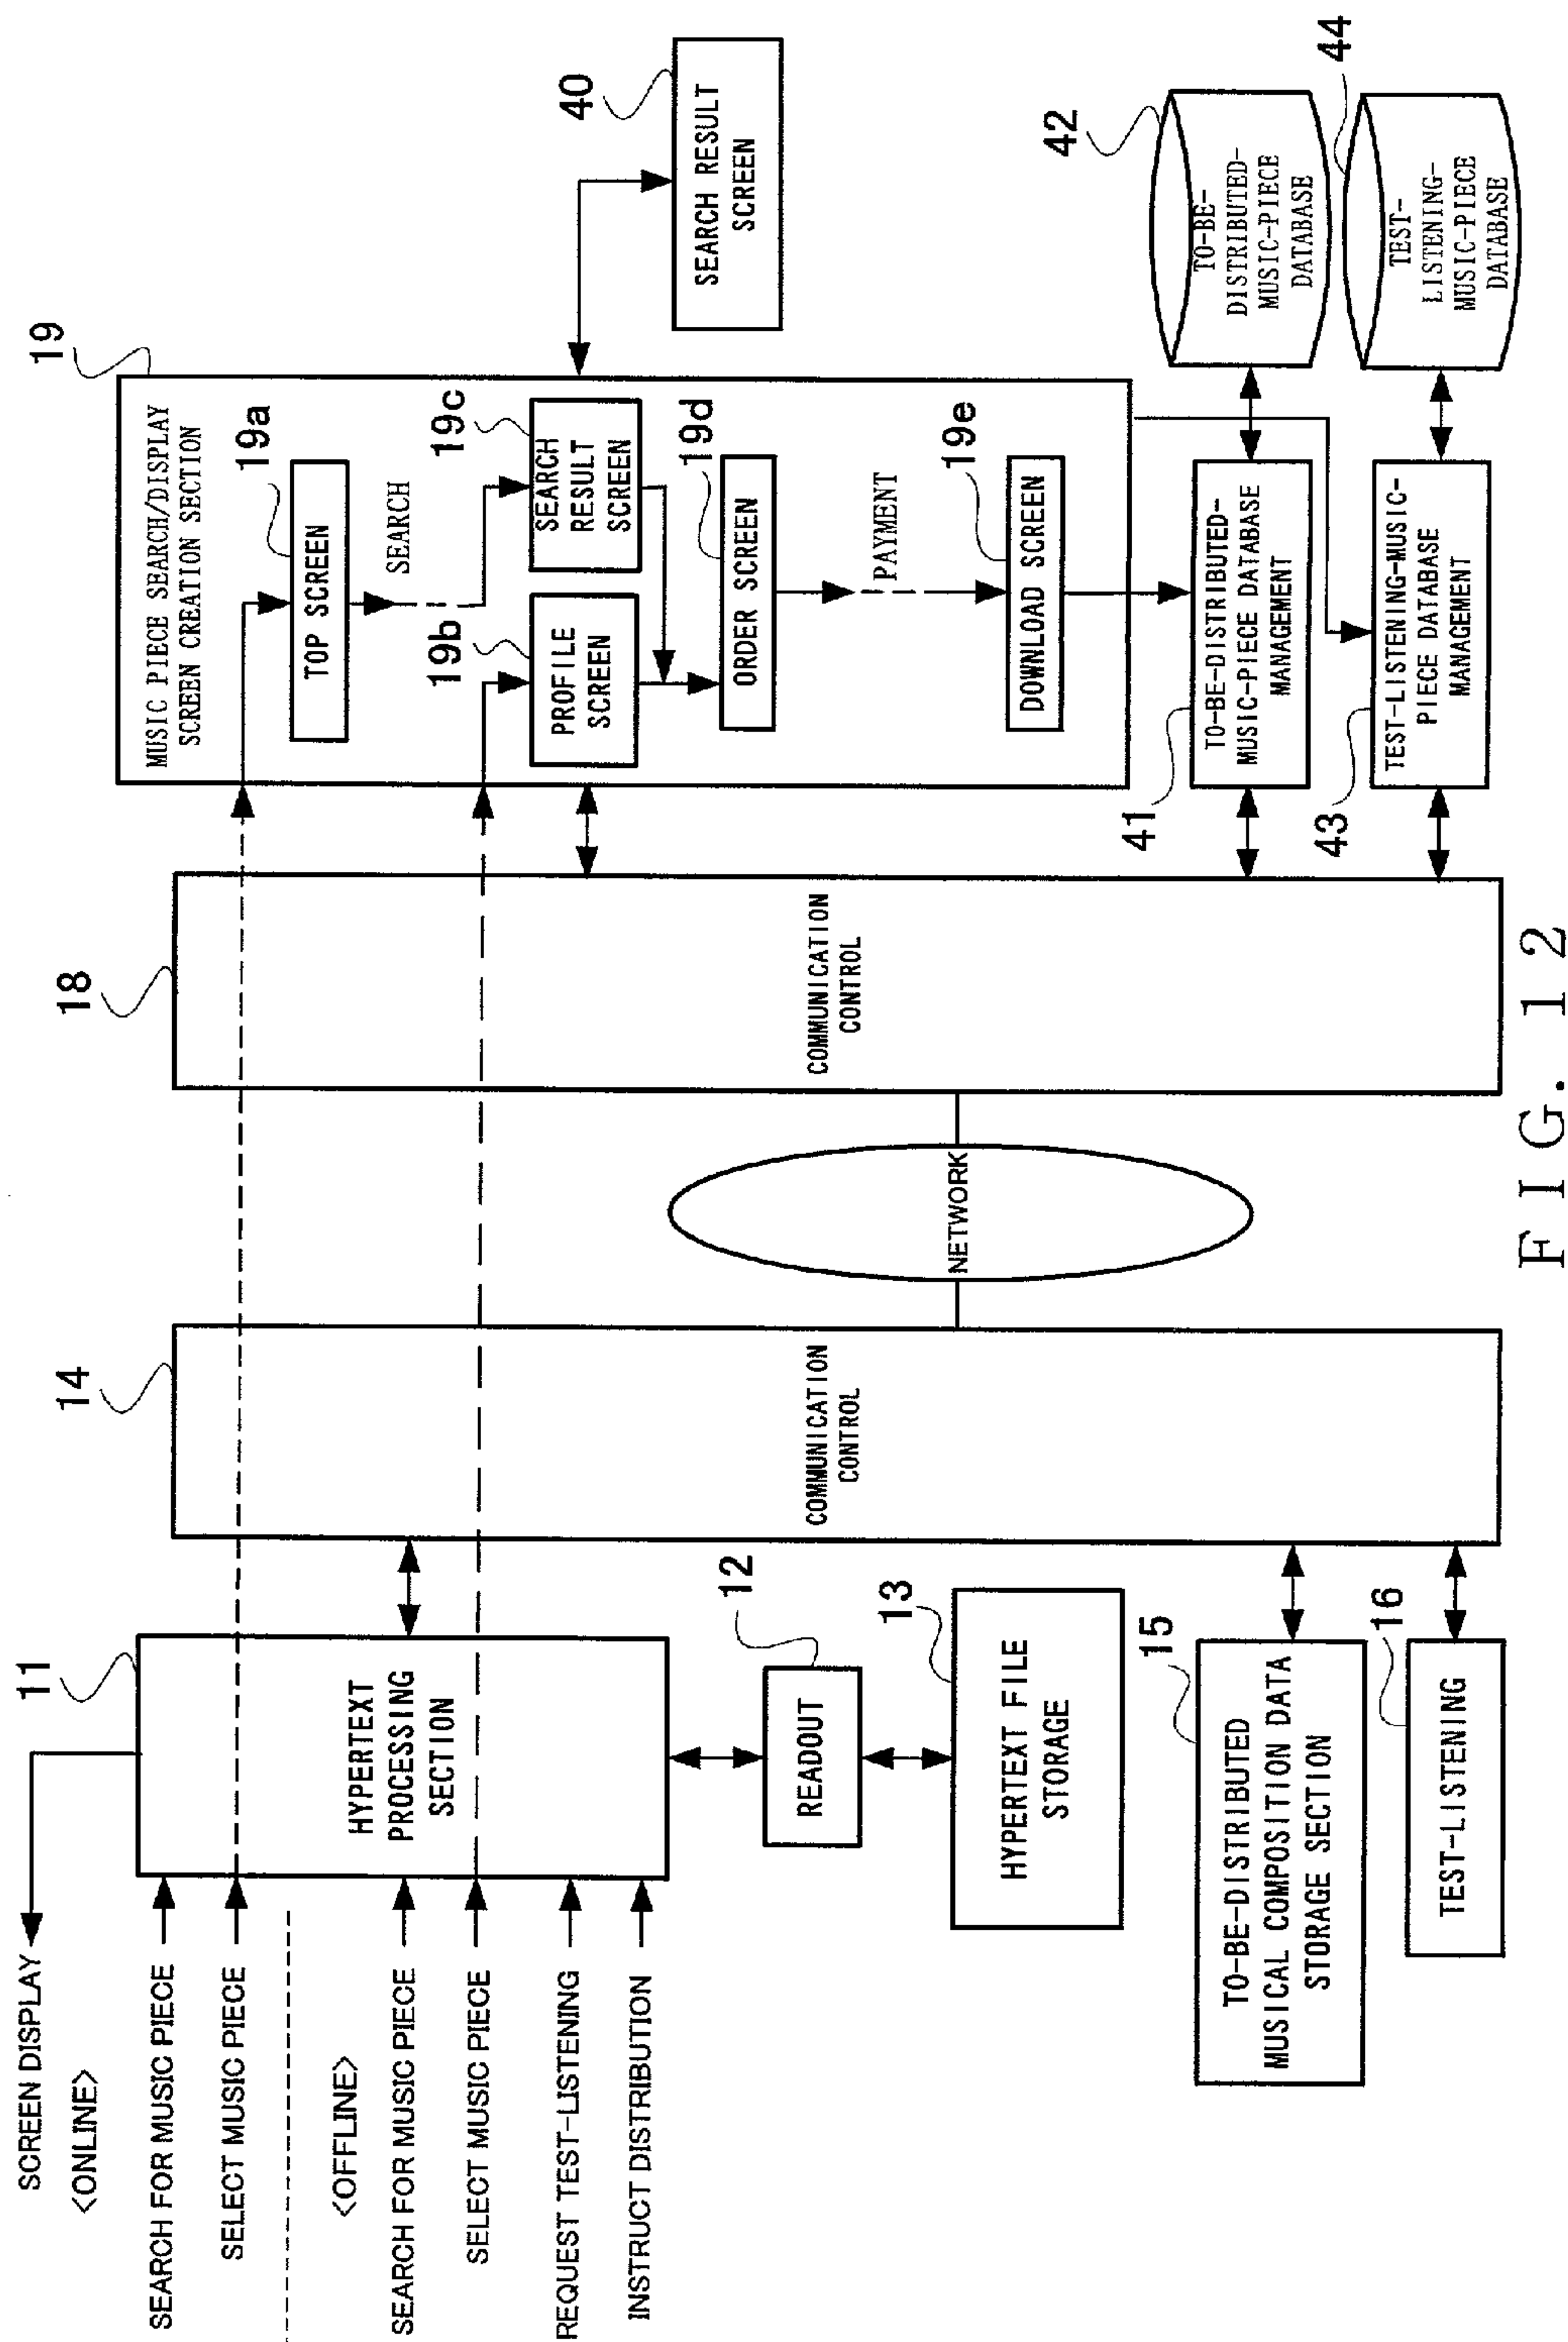 SCREEN DISPLAY
<ONLINE>
SEARCH FOR MUSIC PIECE
SELECT MUSIC PIECE
<OFFLINE>
SEARCH FOR MUSIC PIECE
SELECT MUSIC PIECE
REQUEST TEST-LISTENING
INSTRUCT DISTRIBUTION
11
HYPERTEXT
PROCESSING
SECTION
12
READOUT
13
HYPERTEXT FILE
STORAGE
15
TO-BE-DISTRIBUTED
MUSICAL COMPOSITION DATA
STORAGE SECTION
16
TEST-LISTENING
14
COMMUNICATION
CONTROL
NETWORK
18
COMMUNICATION
CONTROL
19
MUSIC PIECE SEARCH/DISPLAY
SCREEN CREATION SECTION
19a
TOP SCREEN
SEARCH
19b
PROFILE
SCREEN
19c
SEARCH
RESULT
SCREEN
19d
ORDER SCREEN
PAYMENT
19e
DOWNLOAD SCREEN
40
SEARCH RESULT
SCREEN
41
TO-BE-DISTRIBUTED-
MUSIC-PIECE DATABASE
MANAGEMENT
42
TO-BE-
DISTRIBUTED-
MUSIC-PIECE
DATABASE
43
TEST-LISTENING-MUSIC-
PIECE DATABASE
MANAGEMENT
44
TEST-
LISTENING-
MUSIC-PIECE
DATABASE
FIG. 12